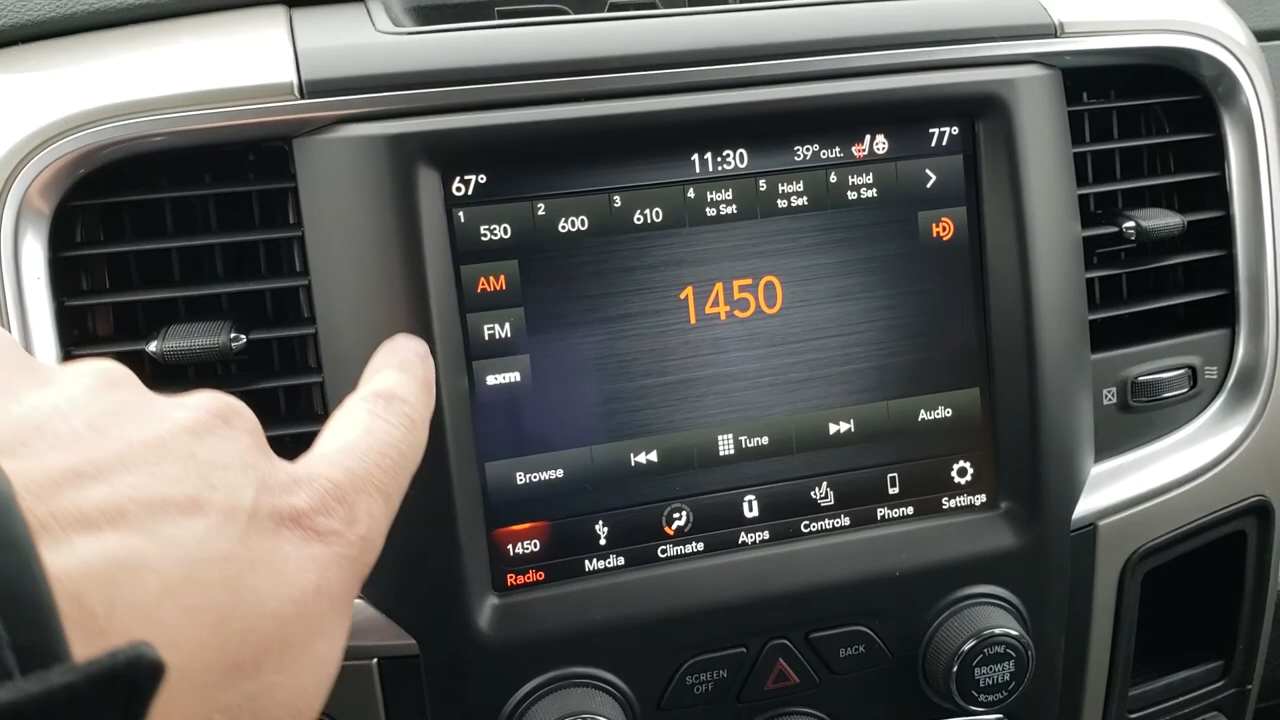 67°
11:30
39°out.
77°
1
530
2
600
3
610
4
Hold
to Set
5
Hold
to Set
6
Hold
to Set
HD
AM
1450
FM
sxm
Browse
Tune
Audio
1450
Radio
Media
Climate
Apps
Controls
Phone
Settings
SCREEN
OFF
BACK
TUNE
BROWSE
ENTER
SCROLL